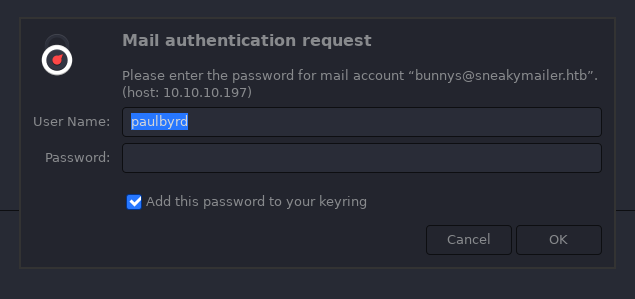 Mail authentication request
Please enter the password for mail account “bunnys@sneakymailer.htb”.
(host: 10.10.10.197)
User Name: paulbyrd
Password:
Add this password to your keyring
Cancel OK